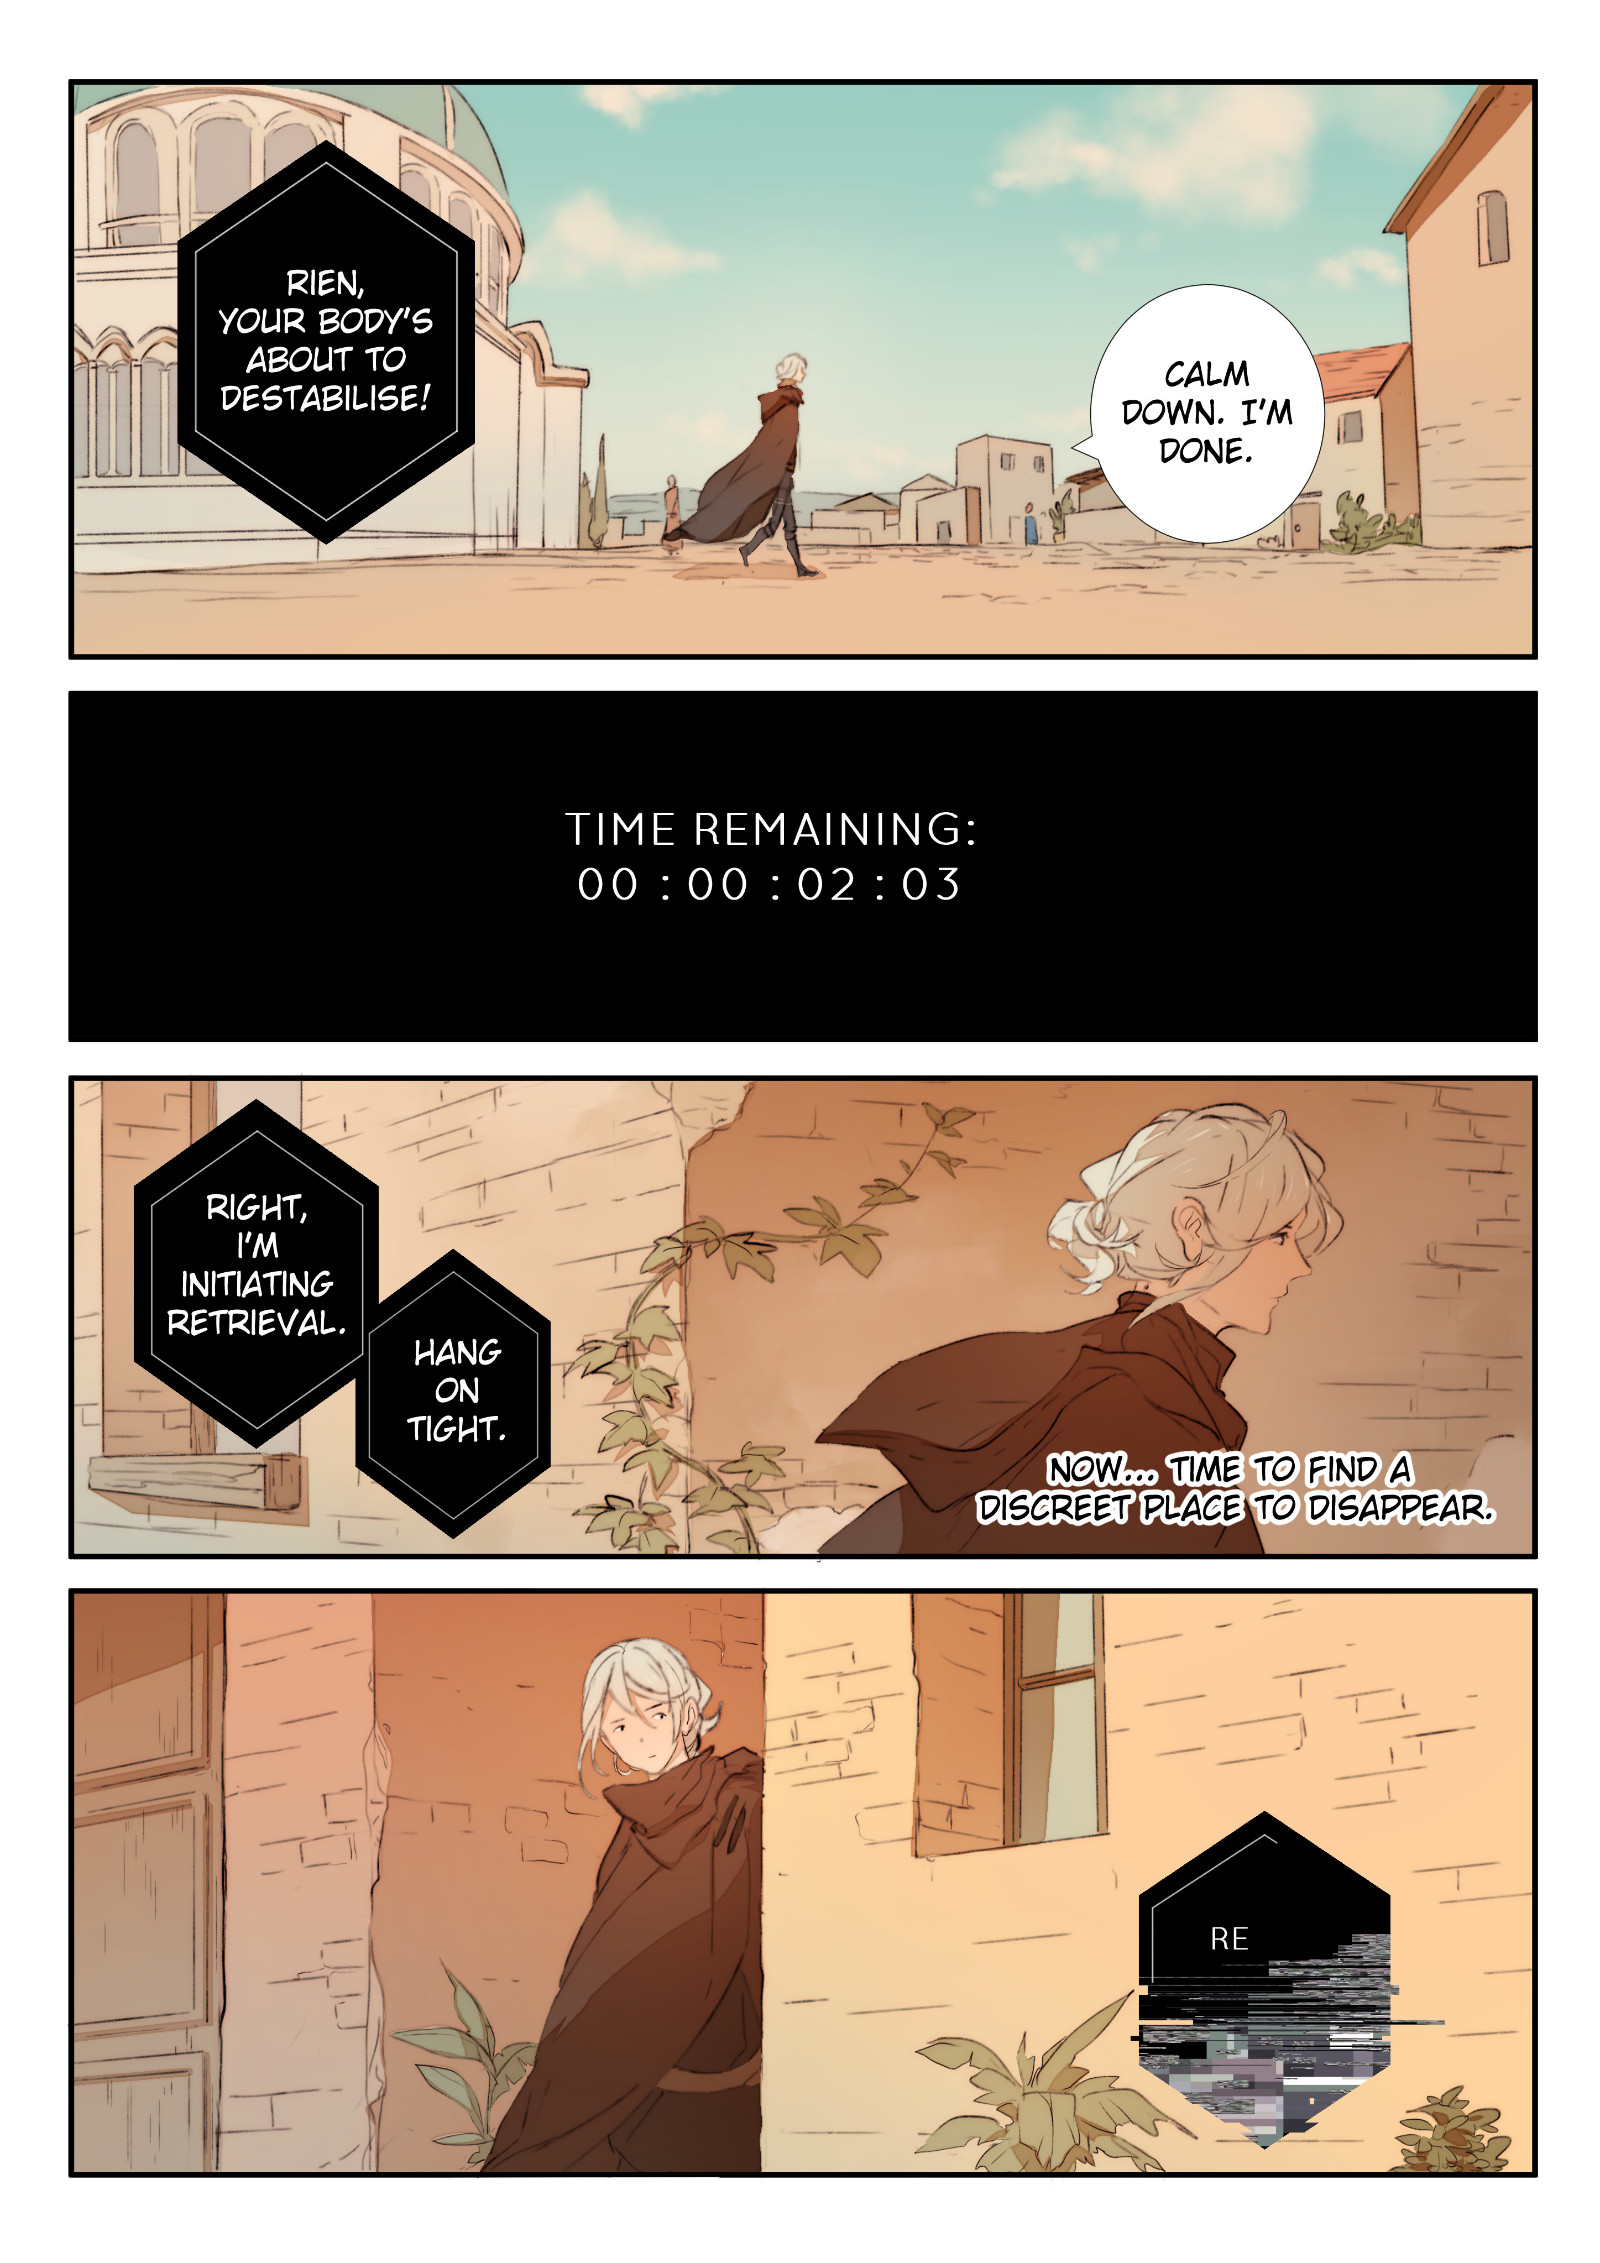 RIEN,
YOUR BODY'S
ABOUT TO
DESTABILISE!
CALM
DOWN. I'M
DONE.
TIME REMAINING:
00 : 00 : 02 : 03
RIGHT,
I'M
INITIATING
RETRIEVAL.
HANG
ON
TIGHT.
NOW... TIME TO FIND A
DISCREET PLACE TO DISAPPEAR.
RE